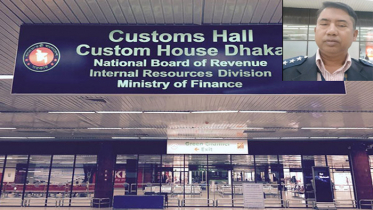 Customs Hall
Custom House Dhaka
National Board of Revenue
Internal Resources Division
Ministry of Finance